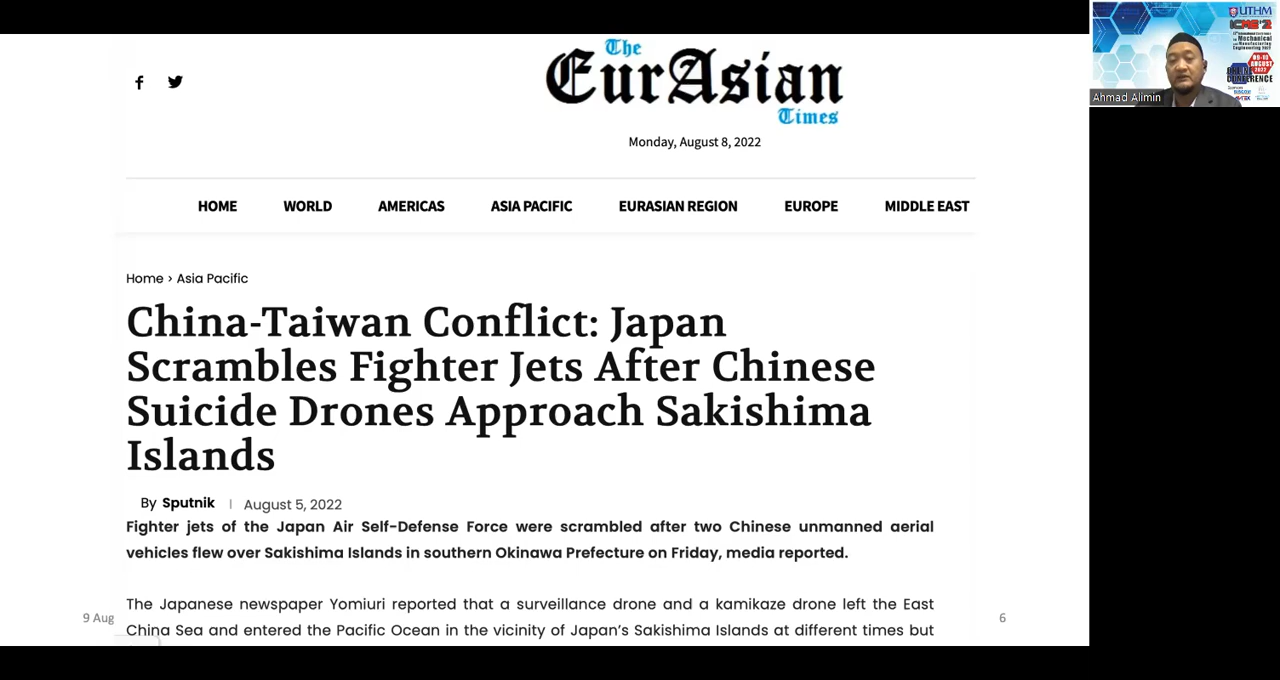 The
EurAsian
Times
Monday, August 8, 2022
HOME WORLD AMERICAS ASIA PACIFIC EURASIAN REGION EUROPE MIDDLE EAST
Home › Asia Pacific
China-Taiwan Conflict: Japan
Scrambles Fighter Jets After Chinese
Suicide Drones Approach Sakishima
Islands
By Sputnik | August 5, 2022
Fighter jets of the Japan Air Self-Defense Force were scrambled after two Chinese unmanned aerial
vehicles flew over Sakishima Islands in southern Okinawa Prefecture on Friday, media reported.
The Japanese newspaper Yomiuri reported that a surveillance drone and a kamikaze drone left the East
9 Aug
6
China Sea and entered the Pacific Ocean in the vicinity of Japan's Sakishima Islands at different times but
UTHM
Mechanical
Manufacturing
AUGUST
2022
CONFERENCE
Ahmad Alimin